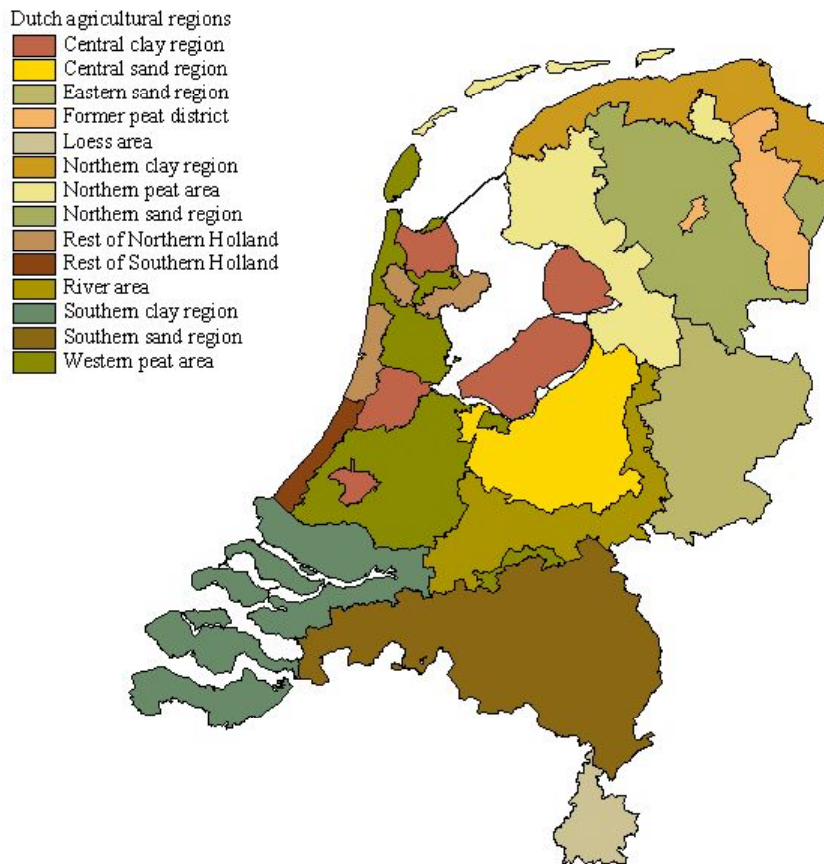 Dutch agricultural regions
Central clay region
Central sand region
Eastern sand region
Former peat district
Loess area
Northern clay region
Northern peat area
Northern sand region
Rest of Northern Holland
Rest of Southern Holland
River area
Southern clay region
Southern sand region
Western peat area